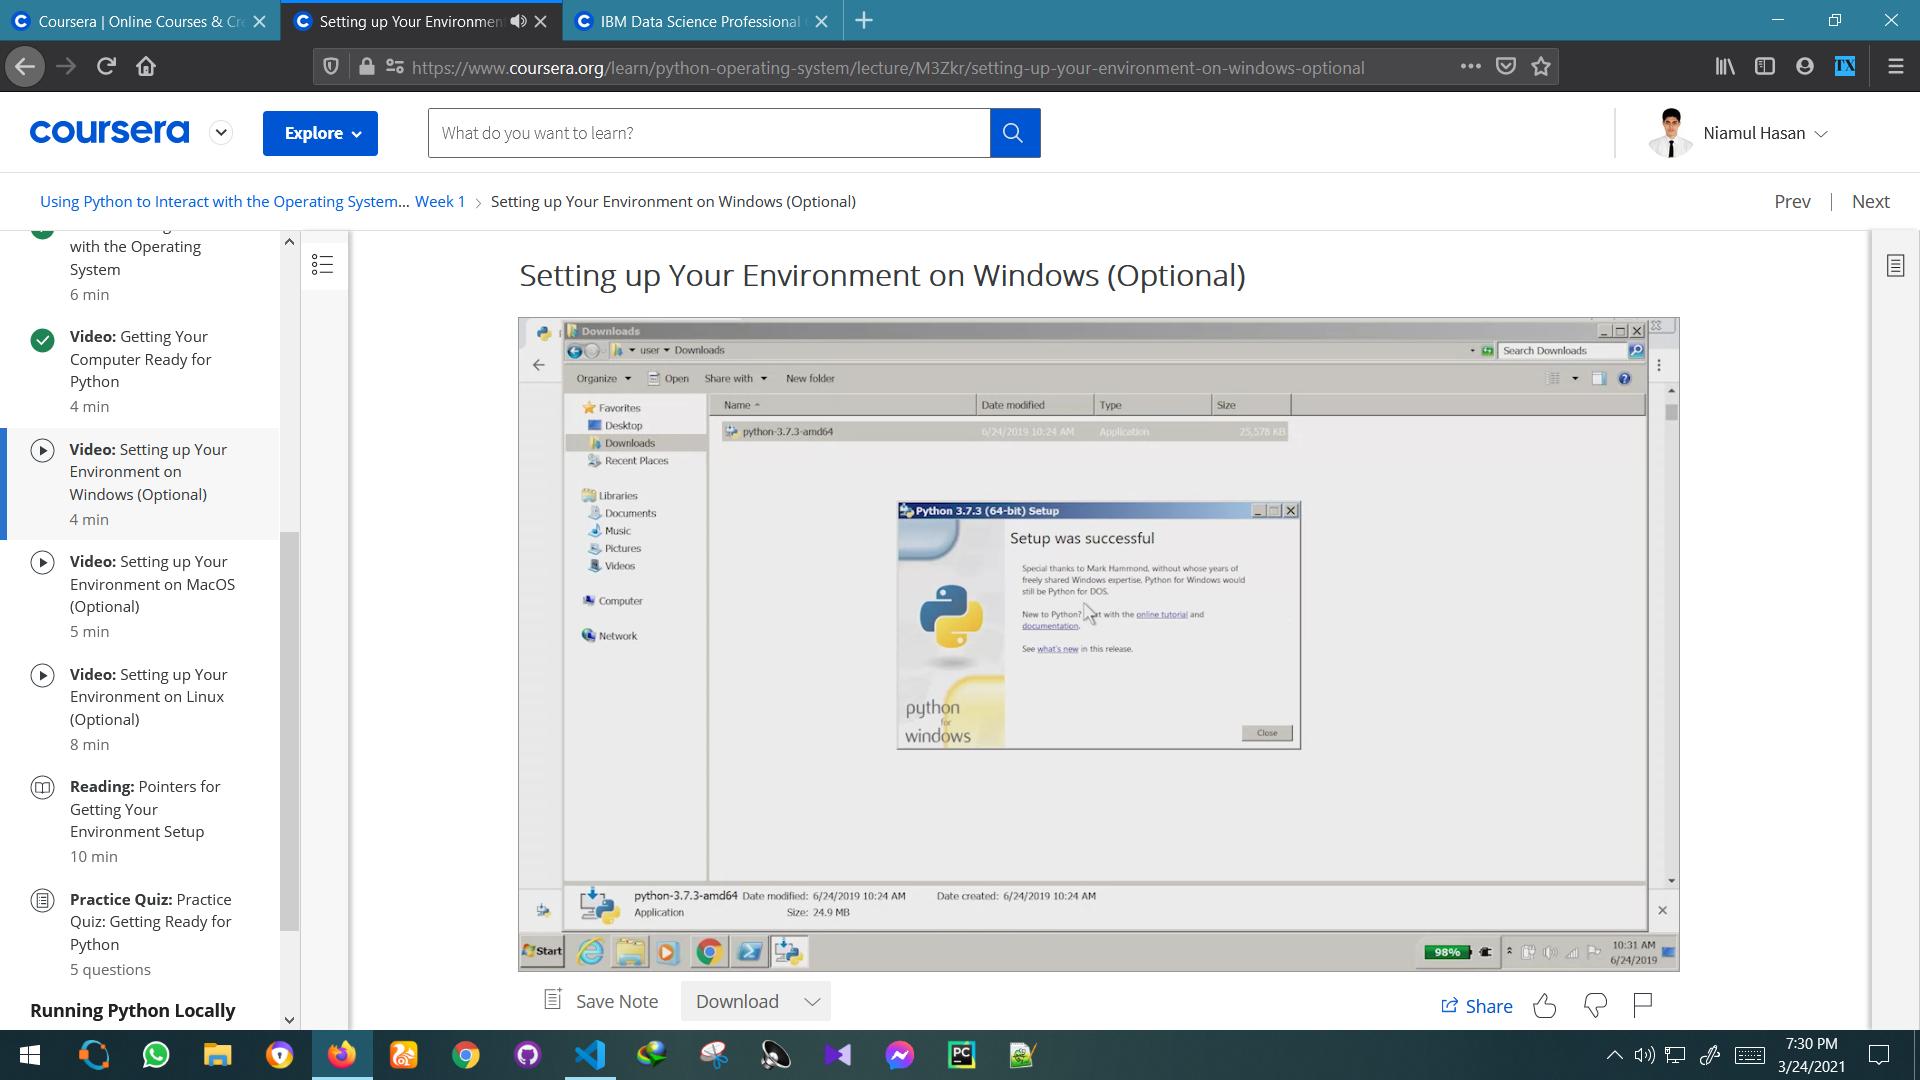 Coursera | Online Courses & Cre
Setting up Your Environmen
IBM Data Science Professional
https://www.coursera.org/learn/python-operating-system/lecture/M3Zkr/setting-up-your-environment-on-windows-optional
TX
coursera
Explore
What do you want to learn?
Niamul Hasan
Using Python to Interact with the Operating System... Week 1 > Setting up Your Environment on Windows (Optional)
Prev | Next
with the Operating
System
6 min
Video: Getting Your
Computer Ready for
Python
4 min
Video: Setting up Your
Environment on
Windows (Optional)
4 min
Video: Setting up Your
Environment on MacOS
(Optional)
5 min
Video: Setting up Your
Environment on Linux
(Optional)
8 min
Reading: Pointers for
Getting Your
Environment Setup
10 min
Practice Quiz: Practice
Quiz: Getting Ready for
Python
5 questions
Running Python Locally
Setting up Your Environment on Windows (Optional)
Downloads
user Downloads
Search Downloads
Organize Open Share with New folder
Name Date modified Type Size
Favorites
Desktop
Downloads
Recent Places
Libraries
Documents
Music
Pictures
Videos
Computer
Network
python-3.7.3-amd64 6/24/2019 10:24 AM Application 25,578 KB
Python 3.7.3 (64-bit) Setup
Setup was successful
Special thanks to Mark Hammond, without whose years of
freely shared Windows expertise, Python for Windows would
still be Python for DOS.
New to Python? with the online tutorial and
documentation.
See what's new in this release.
python
for
windows
Close
python-3.7.3-amd64 Date modified: 6/24/2019 10:24 AM Date created: 6/24/2019 10:24 AM
Application Size: 24.9 MB
Start
98%
10:31 AM
6/24/2019
Save Note
Download
Share
PC
7:30 PM
3/24/2021